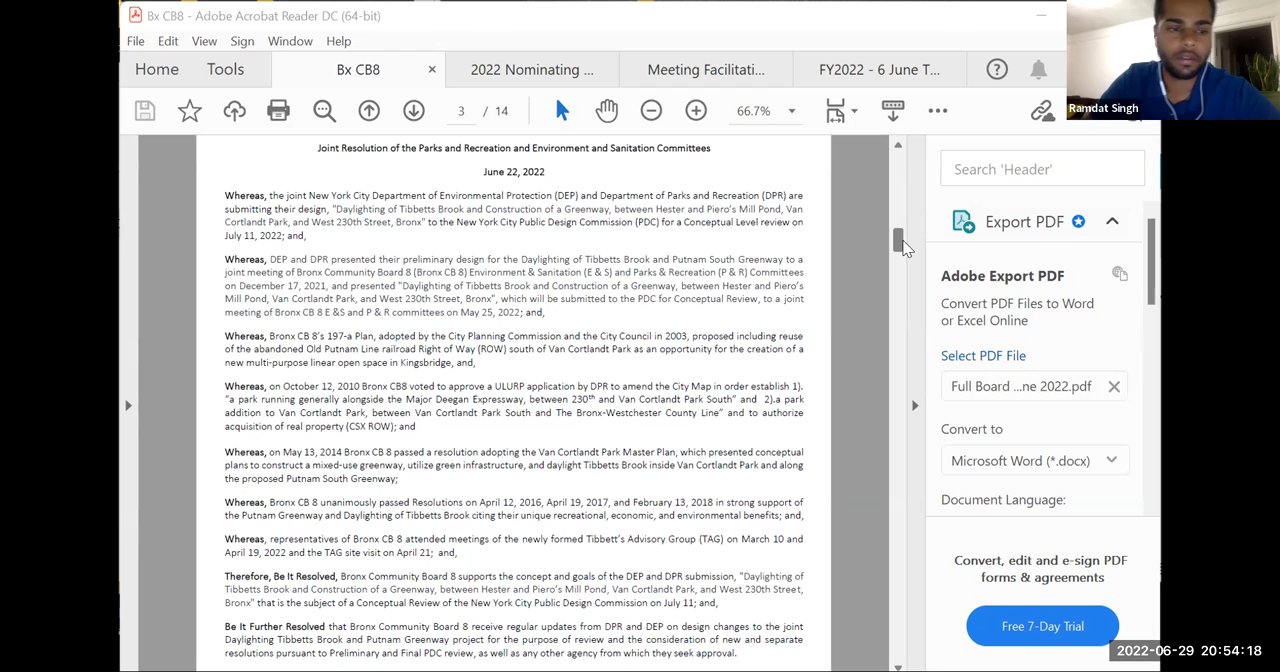 Bx CB8 - Adobe Acrobat Reader DC (64-bit)
File Edit View Sign Window Help
Home Tools Bx CB8 × 2022 Nominating ... Meeting Facilitati... FY2022 - 6 June T...
3 / 14 66.7%
Ramdat Singh
Joint Resolution of the Parks and Recreation and Environment and Sanitation Committees
June 22, 2022
Whereas, the joint New York City Department of Environmental Protection (DEP) and Department of Parks and Recreation (DPR) are
submitting their design, "Daylighting of Tibbetts Brook and Construction of a Greenway, between Hester and Piero's Mill Pond, Van
Cortlandt Park, and West 230th Street, Bronx" to the New York City Public Design Commission (PDC) for a Conceptual Level review on
July 11, 2022; and,
Whereas, DEP and DPR presented their preliminary design for the Daylighting of Tibbetts Brook and Putnam South Greenway to a
joint meeting of Bronx Community Board 8 (Bronx CB 8) Environment & Sanitation (E & S) and Parks & Recreation (P & R) Committees
on December 17, 2021, and presented "Daylighting of Tibbetts Brook and Construction of a Greenway, between Hester and Piero's
Mill Pond, Van Cortlandt Park, and West 230th Street, Bronx", which will be submitted to the PDC for Conceptual Review, to a joint
meeting of Bronx CB 8 E &S and P & R committees on May 25, 2022; and,
Whereas, Bronx CB 8's 197-a Plan, adopted by the City Planning Commission and the City Council in 2003, proposed including reuse
of the abandoned Old Putnam Line railroad Right of Way (ROW) south of Van Cortlandt Park as an opportunity for the creation of a
new multi-purpose linear open space in Kingsbridge, and,
Whereas, on October 12, 2010 Bronx CB8 voted to approve a ULURP application by DPR to amend the City Map in order establish 1).
"a park running generally alongside the Major Deegan Expressway, between 230th and Van Cortlandt Park South" and 2).a park
addition to Van Cortlandt Park, between Van Cortlandt Park South and The Bronx-Westchester County Line" and to authorize
acquisition of real property (CSX ROW); and
Whereas, on May 13, 2014 Bronx CB 8 passed a resolution adopting the Van Cortlandt Park Master Plan, which presented conceptual
plans to construct a mixed-use greenway, utilize green infrastructure, and daylight Tibbetts Brook inside Van Cortlandt Park and along
the proposed Putnam South Greenway;
Whereas, Bronx CB 8 unanimously passed Resolutions on April 12, 2016, April 19, 2017, and February 13, 2018 in strong support of
the Putnam Greenway and Daylighting of Tibbetts Brook citing their unique recreational, economic, and environmental benefits; and,
Whereas, representatives of Bronx CB 8 attended meetings of the newly formed Tibbett's Advisory Group (TAG) on March 10 and
April 19, 2022 and the TAG site visit on April 21; and,
Therefore, Be It Resolved, Bronx Community Board 8 supports the concept and goals of the DEP and DPR submission, "Daylighting of
Tibbetts Brook and Construction of a Greenway, between Hester and Piero's Mill Pond, Van Cortlandt Park, and West 230th Street,
Bronx" that is the subject of a Conceptual Review of the New York City Public Design Commission on July 11; and,
Be It Further Resolved that Bronx Community Board 8 receive regular updates from DPR and DEP on design changes to the joint
Daylighting Tibbetts Brook and Putnam Greenway project for the purpose of review and the consideration of new and separate
resolutions pursuant to Preliminary and Final PDC review, as well as any other agency from which they seek approval.
Search 'Header'
Export PDF
Adobe Export PDF
Convert PDF Files to Word
or Excel Online
Select PDF File
Full Board ...ne 2022.pdf
Convert to
Microsoft Word (*.docx)
Document Language:
Convert, edit and e-sign PDF
forms & agreements
Free 7-Day Trial
2022-06-29 20:54:18